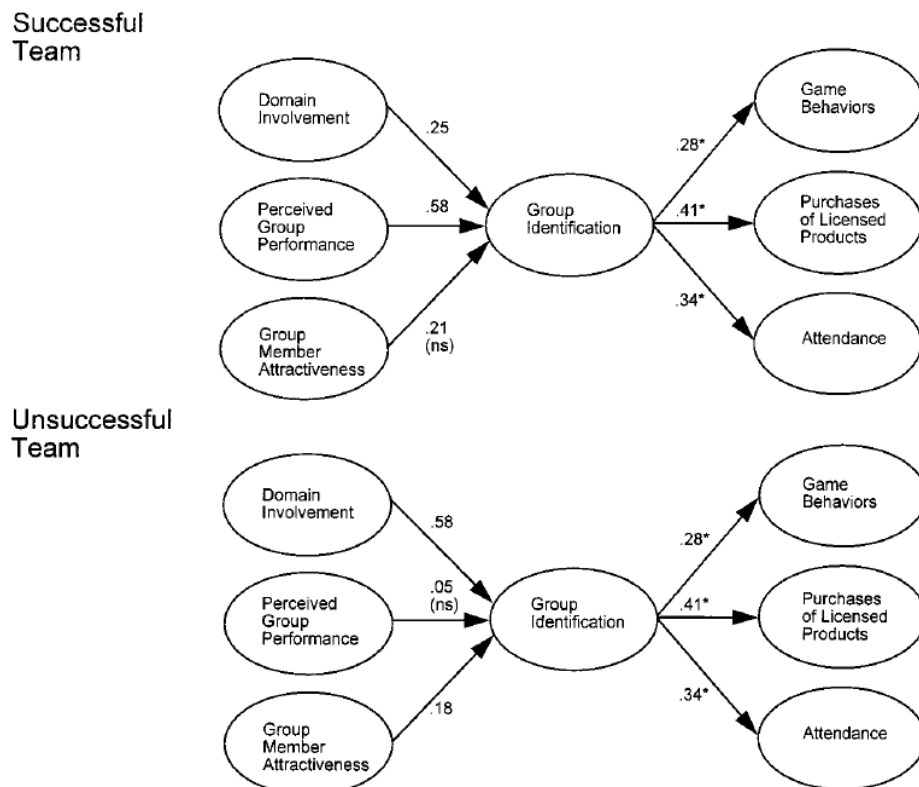 Successful
Team
Domain
Involvement
.25
Perceived
Group
Performance
.58
Group
Member
Attractiveness
.21
(ns)
Group
Identification
.28*
Game
Behaviors
.41*
Purchases
of Licensed
Products
.34*
Attendance
Unsuccessful
Team
Domain
Involvement
.58
Perceived
Group
Performance
.05
(ns)
Group
Member
Attractiveness
.18
Group
Identification
.28*
Game
Behaviors
.41*
Purchases
of Licensed
Products
.34*
Attendance